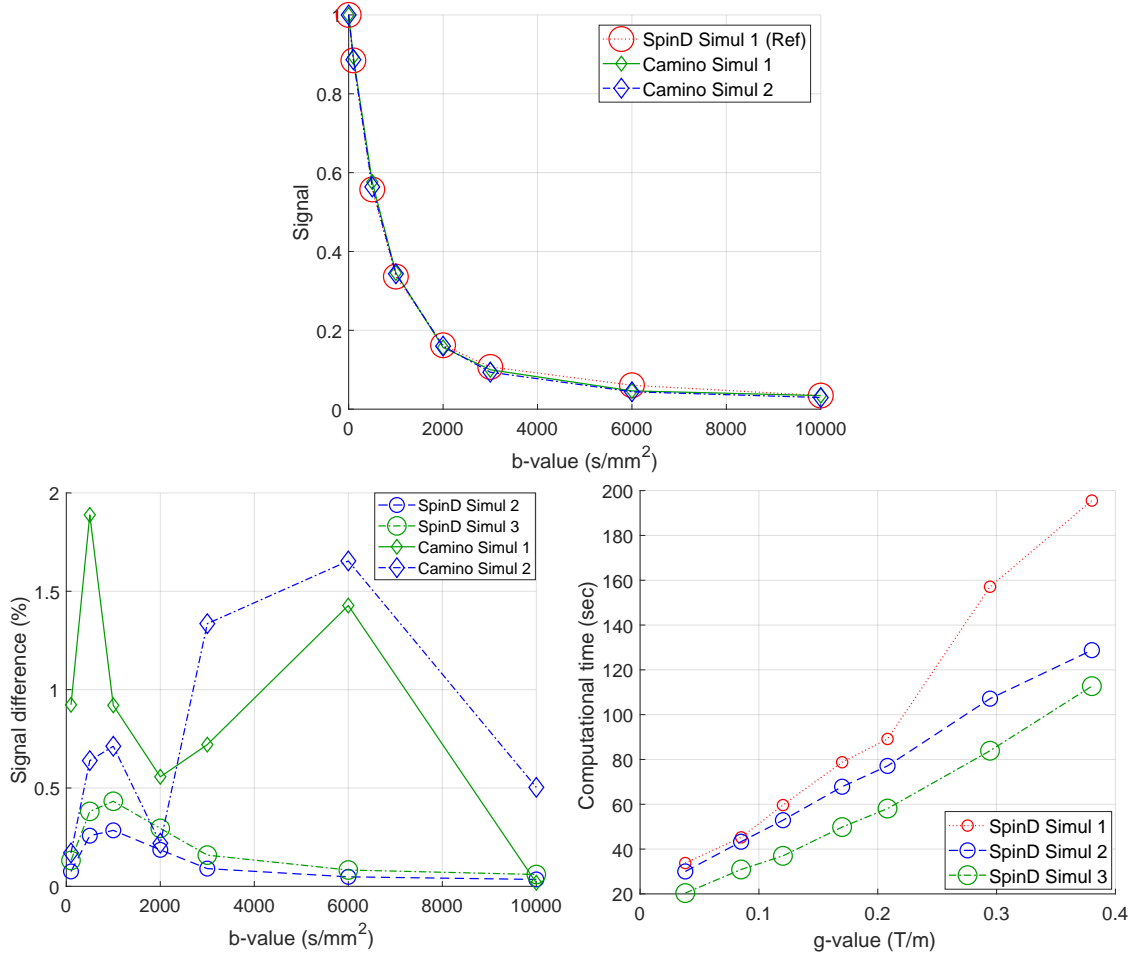 1
0.8
0.6
0.4
0.2
0
Signal
0 2000 4000 6000 8000 10000
b-value (s/mm2)
SpinD Simul 1 (Ref)
Camino Simul 1
Camino Simul 2
2
1.5
1
0.5
0
Signal difference (%)
0 2000 4000 6000 8000 10000
b-value (s/mm2)
SpinD Simul 2
SpinD Simul 3
Camino Simul 1
Camino Simul 2
200
180
160
140
120
100
80
60
40
20
Computational time (sec)
0 0.1 0.2 0.3 0.4
g-value (T/m)
SpinD Simul 1
SpinD Simul 2
SpinD Simul 3